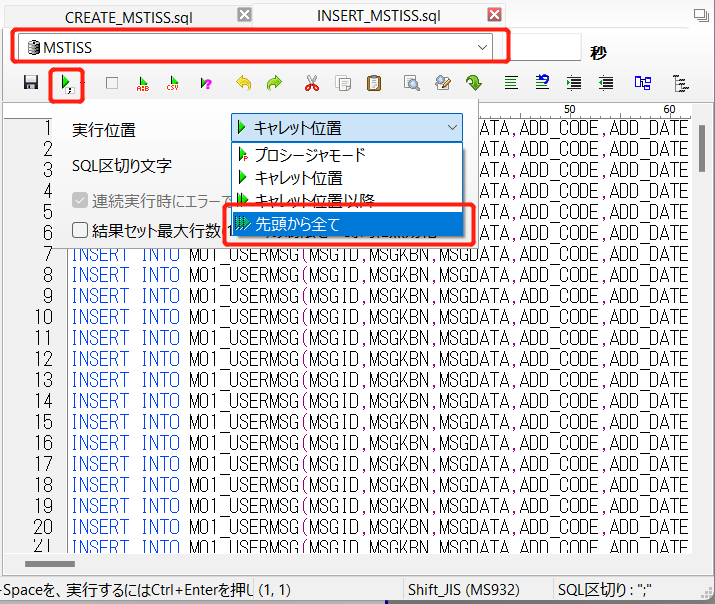 CREATE_MSTISS.sql
INSERT_MSTISS.sql
MSTISS
秒
50 60
実行位置
キャレット位置
SQL区切り文字
プロシージャモード
キャレット位置
キャレット位置以降
先頭から全て
連続実行時にエラーで
結果セット最大行数
1 ATA,ADD_CODE,ADD_DATE
2 ATA,ADD_CODE,ADD_DATE
3 ATA,ADD_CODE,ADD_DATE
4 ATA,ADD_CODE,ADD_DATE
5 ATA,ADD_CODE,ADD_DATE
6 ATA,ADD_CODE,ADD_DATE
7 INSERT INTO M01_USERMSG(MSGID,MSGKBN,MSGDATA,ADD_CODE,ADD_DATE
8 INSERT INTO M01_USERMSG(MSGID,MSGKBN,MSGDATA,ADD_CODE,ADD_DATE
9 INSERT INTO M01_USERMSG(MSGID,MSGKBN,MSGDATA,ADD_CODE,ADD_DATE
10 INSERT INTO M01_USERMSG(MSGID,MSGKBN,MSGDATA,ADD_CODE,ADD_DATE
11 INSERT INTO M01_USERMSG(MSGID,MSGKBN,MSGDATA,ADD_CODE,ADD_DATE
12 INSERT INTO M01_USERMSG(MSGID,MSGKBN,MSGDATA,ADD_CODE,ADD_DATE
13 INSERT INTO M01_USERMSG(MSGID,MSGKBN,MSGDATA,ADD_CODE,ADD_DATE
14 INSERT INTO M01_USERMSG(MSGID,MSGKBN,MSGDATA,ADD_CODE,ADD_DATE
15 INSERT INTO M01_USERMSG(MSGID,MSGKBN,MSGDATA,ADD_CODE,ADD_DATE
16 INSERT INTO M01_USERMSG(MSGID,MSGKBN,MSGDATA,ADD_CODE,ADD_DATE
17 INSERT INTO M01_USERMSG(MSGID,MSGKBN,MSGDATA,ADD_CODE,ADD_DATE
18 INSERT INTO M01_USERMSG(MSGID,MSGKBN,MSGDATA,ADD_CODE,ADD_DATE
19 INSERT INTO M01_USERMSG(MSGID,MSGKBN,MSGDATA,ADD_CODE,ADD_DATE
20 INSERT INTO M01_USERMSG(MSGID,MSGKBN,MSGDATA,ADD_CODE,ADD_DATE
21 INSERT INTO M01_USERMSG(MSGID,MSGKBN,MSGDATA,ADD_CODE,ADD_DATE
+Spaceを、実行するにはCtrl+Enterを押し (1, 1) Shift_JIS (MS932) SQL区切り : ";"